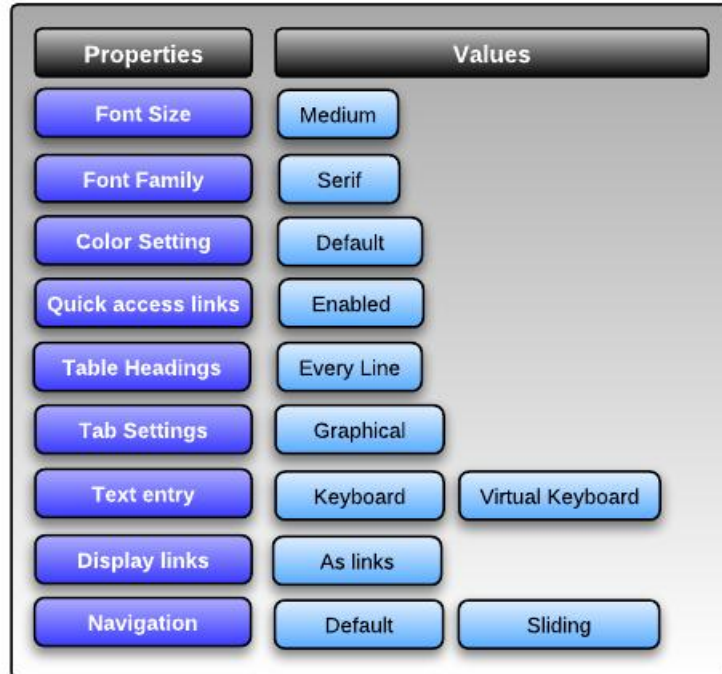 Properties Values
Font Size Medium
Font Family Serif
Color Setting Default
Quick access links Enabled
Table Headings Every Line
Tab Settings Graphical
Text entry Keyboard Virtual Keyboard
Display links As links
Navigation Default Sliding